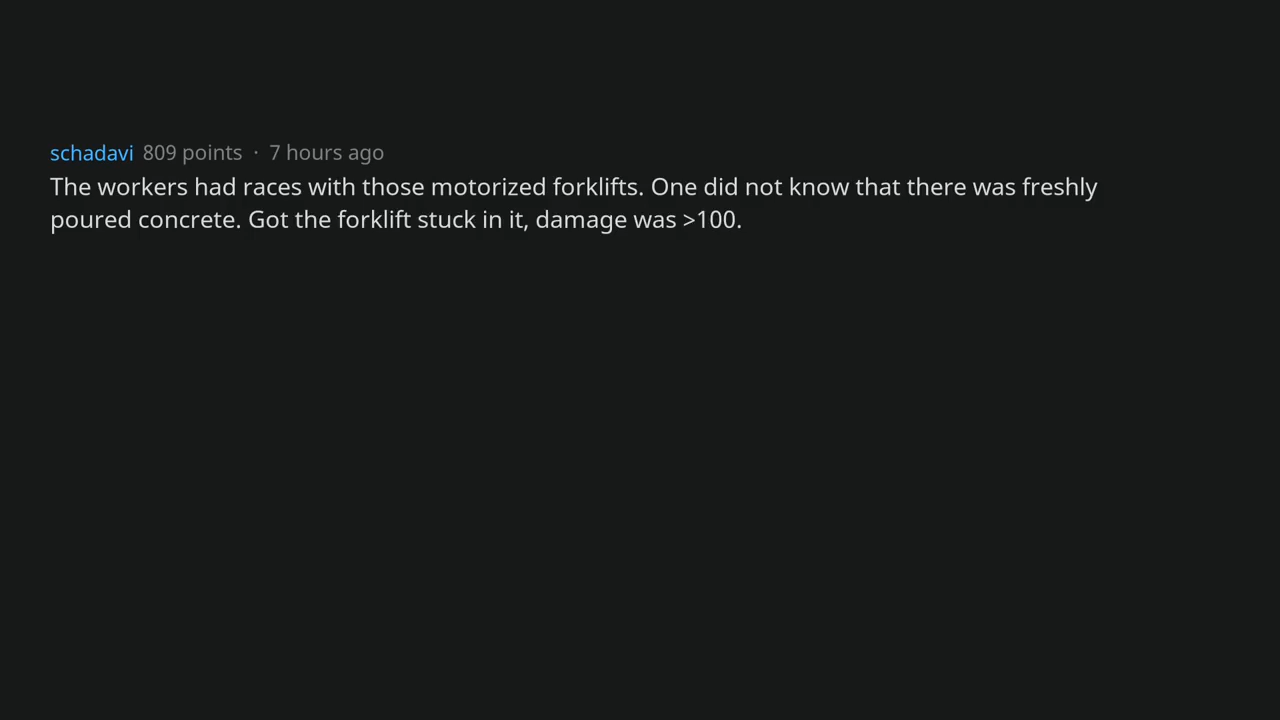 schadavi 809 points · 7 hours ago
The workers had races with those motorized forklifts. One did not know that there was freshly
poured concrete. Got the forklift stuck in it, damage was >100.